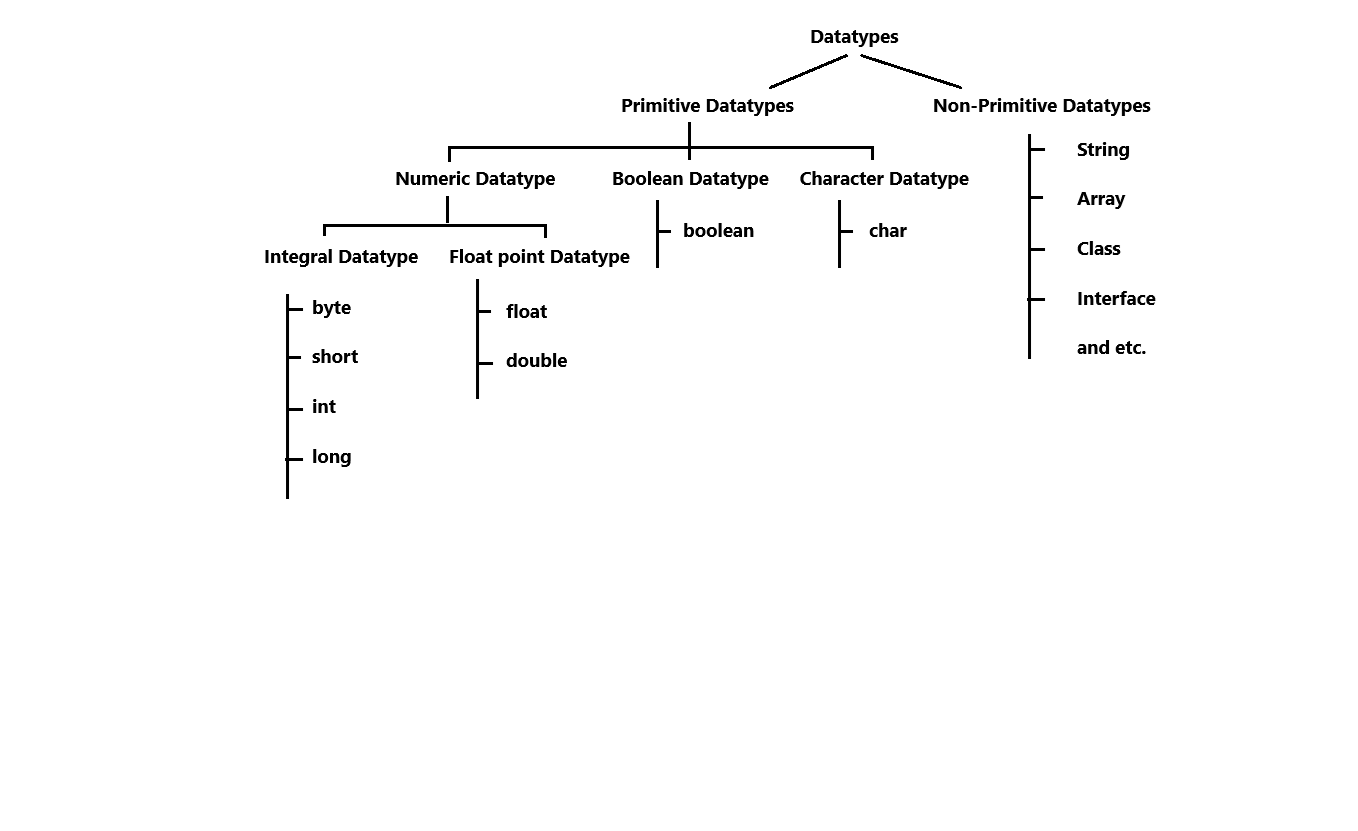 Datatypes
Primitive Datatypes
Non-Primitive Datatypes
Numeric Datatype
Boolean Datatype
Character Datatype
Integral Datatype
Float point Datatype
byte
short
int
long
float
double
boolean
char
String
Array
Class
Interface
and etc.